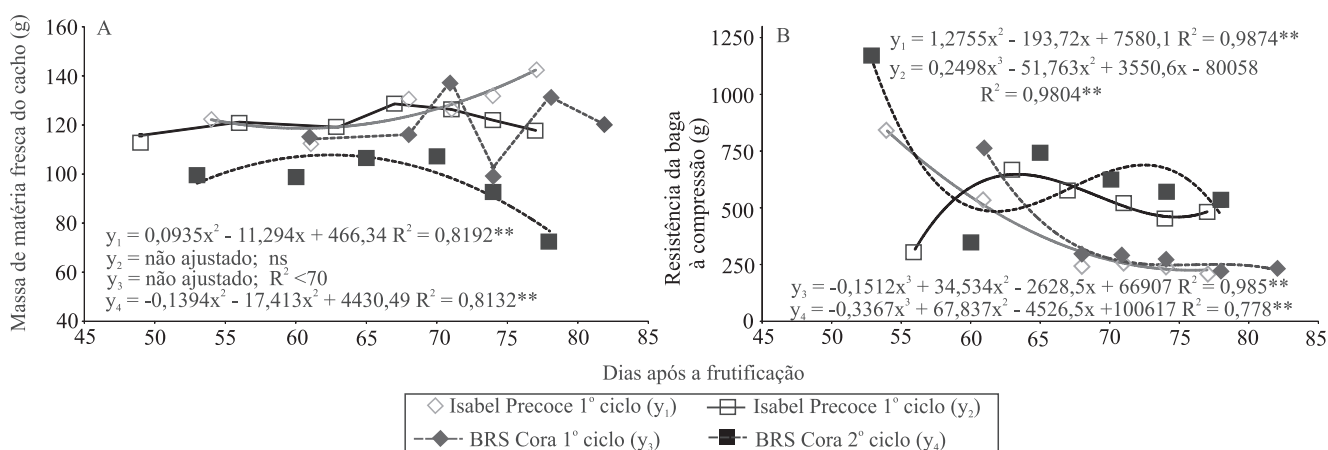 Massa de matéria fresca do cacho (g)
160
140
120
100
80
60
40
A
y1 = 0,0935x² - 11,294x + 466,34 R² = 0,8192**
y2 = não ajustado; ns
y3 = não ajustado; R² <70
y4 = -0,1394x² - 17,413x² + 4430,49 R² = 0,8132**
45 50 55 60 65 70 75 80 85
Resistência da baga
à compressão (g)
1250
1000
750
500
250
0
B
y1 = 1,2755x² - 193,72x + 7580,1 R² = 0,9874**
y2 = 0,2498x³ - 51,763x² + 3550,6x - 80058
R² = 0,9804**
y3 = -0,1512x³ + 34,534x² - 2628,5x + 66907 R² = 0,985**
y4 = -0,3367x³ + 67,837x² - 4526,5x +100617 R² = 0,778**
45 50 55 60 65 70 75 80 85
Dias após a frutificação
Isabel Precoce 1º ciclo (y1) Isabel Precoce 1º ciclo (y2)
BRS Cora 1º ciclo (y3) BRS Cora 2º ciclo (y4)